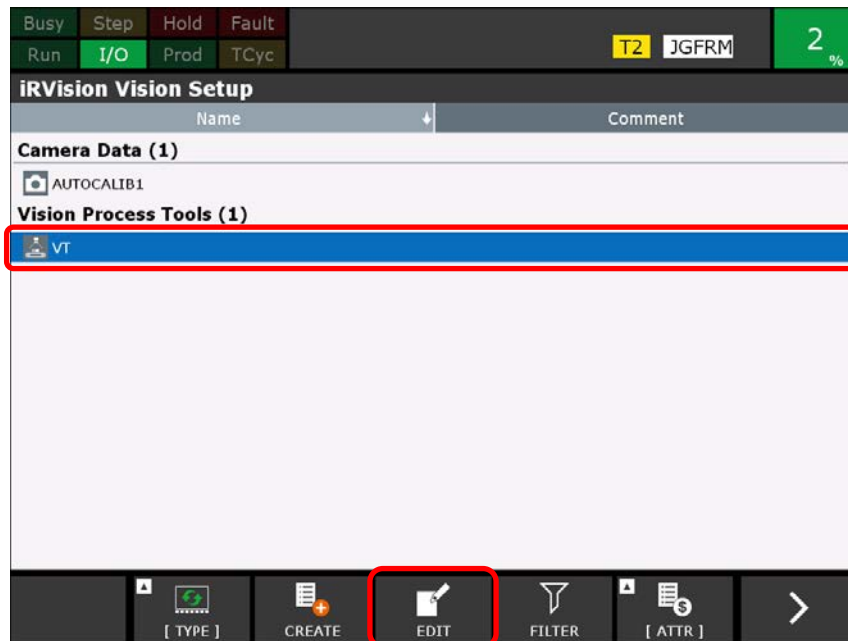 Busy Step Hold Fault
Run I/O Prod TCyc T2 JGFRM 2 %
iRVision Vision Setup
Name Comment
Camera Data (1)
AUTOCALIB1
Vision Process Tools (1)
VT
[ TYPE ] CREATE EDIT FILTER [ ATTR ]